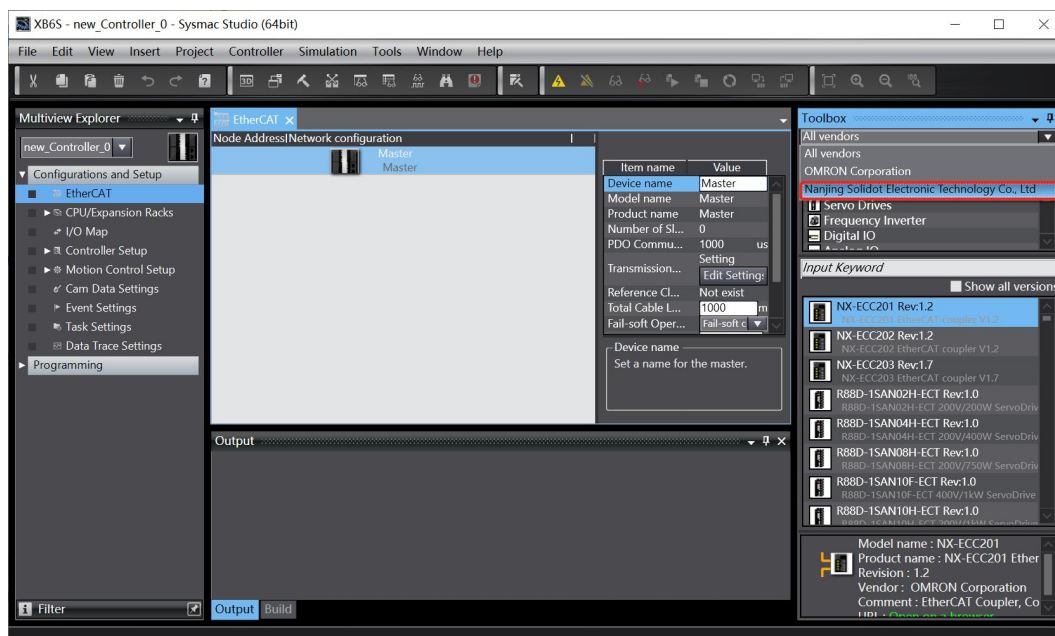 XB6S - new_Controller_0 - Sysmac Studio (64bit)
File Edit View Insert Project Controller Simulation Tools Window Help
Multiview Explorer
new_Controller_0
Configurations and Setup
EtherCAT
CPU/Expansion Racks
I/O Map
Controller Setup
Motion Control Setup
Cam Data Settings
Event Settings
Task Settings
Data Trace Settings
Programming
Filter
EtherCAT
Node Address|Network configuration
Master
Master
Item name Value
Device name Master
Model name Master
Product name Master
Number of Sl... 0
PDO Commu... 1000 us
Transmission... Setting
Edit Setting:
Reference Cl... Not exist
Total Cable L... 1000 m
Fail-soft Oper... Fail-soft c
Device name
Set a name for the master.
Output
Output Build
Toolbox
All vendors
All vendors
OMRON Corporation
Nanjing Solidot Electronic Technology Co., Ltd
Servo Drives
Frequency Inverter
Digital IO
Input Keyword
Show all versions
NX-ECC201 Rev:1.2
NX-ECC201 EtherCAT coupler V1.2
NX-ECC202 Rev:1.2
NX-ECC202 EtherCAT coupler V1.2
NX-ECC203 Rev:1.7
NX-ECC203 EtherCAT coupler V1.7
R88D-1SAN02H-ECT Rev:1.0
R88D-1SAN02H-ECT 200V/200W ServoDriv
R88D-1SAN04H-ECT Rev:1.0
R88D-1SAN04H-ECT 200V/400W ServoDriv
R88D-1SAN08H-ECT Rev:1.0
R88D-1SAN08H-ECT 200V/750W ServoDriv
R88D-1SAN10F-ECT Rev:1.0
R88D-1SAN10F-ECT 400V/1kW ServoDrive
R88D-1SAN10H-ECT Rev:1.0
R88D-1SAN10H-ECT 200V/1kW ServoDrive
Model name : NX-ECC201
Product name : NX-ECC201 Ether
Revision : 1.2
Vendor : OMRON Corporation
Comment : EtherCAT Coupler, Co
URL : Open on a browser